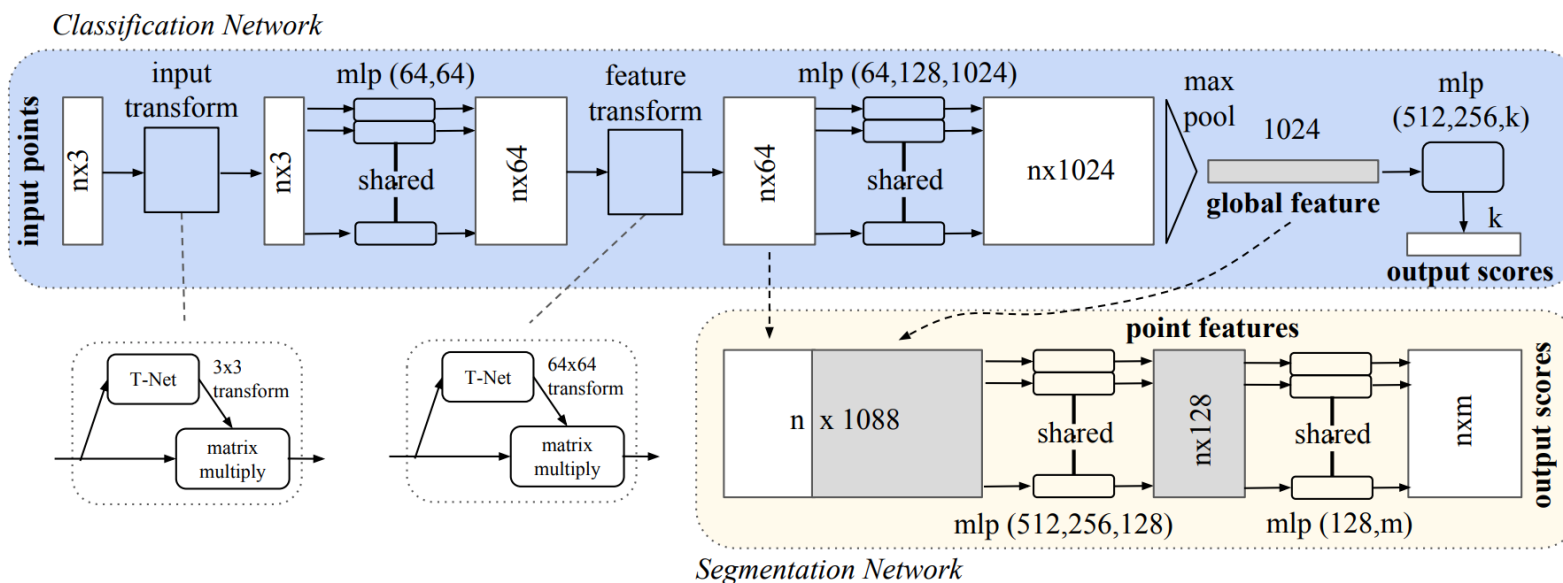 Classification Network
input points
nx3
input
transform
nx3
mlp (64,64)
shared
nx64
feature
transform
nx64
mlp (64,128,1024)
shared
nx1024
max
pool
1024
global feature
mlp
(512,256,k)
k
output scores
T-Net
3x3
transform
matrix
multiply
T-Net
64x64
transform
matrix
multiply
point features
n x 1088
shared
mlp (512,256,128)
nx128
shared
mlp (128,m)
nxm
output scores
Segmentation Network